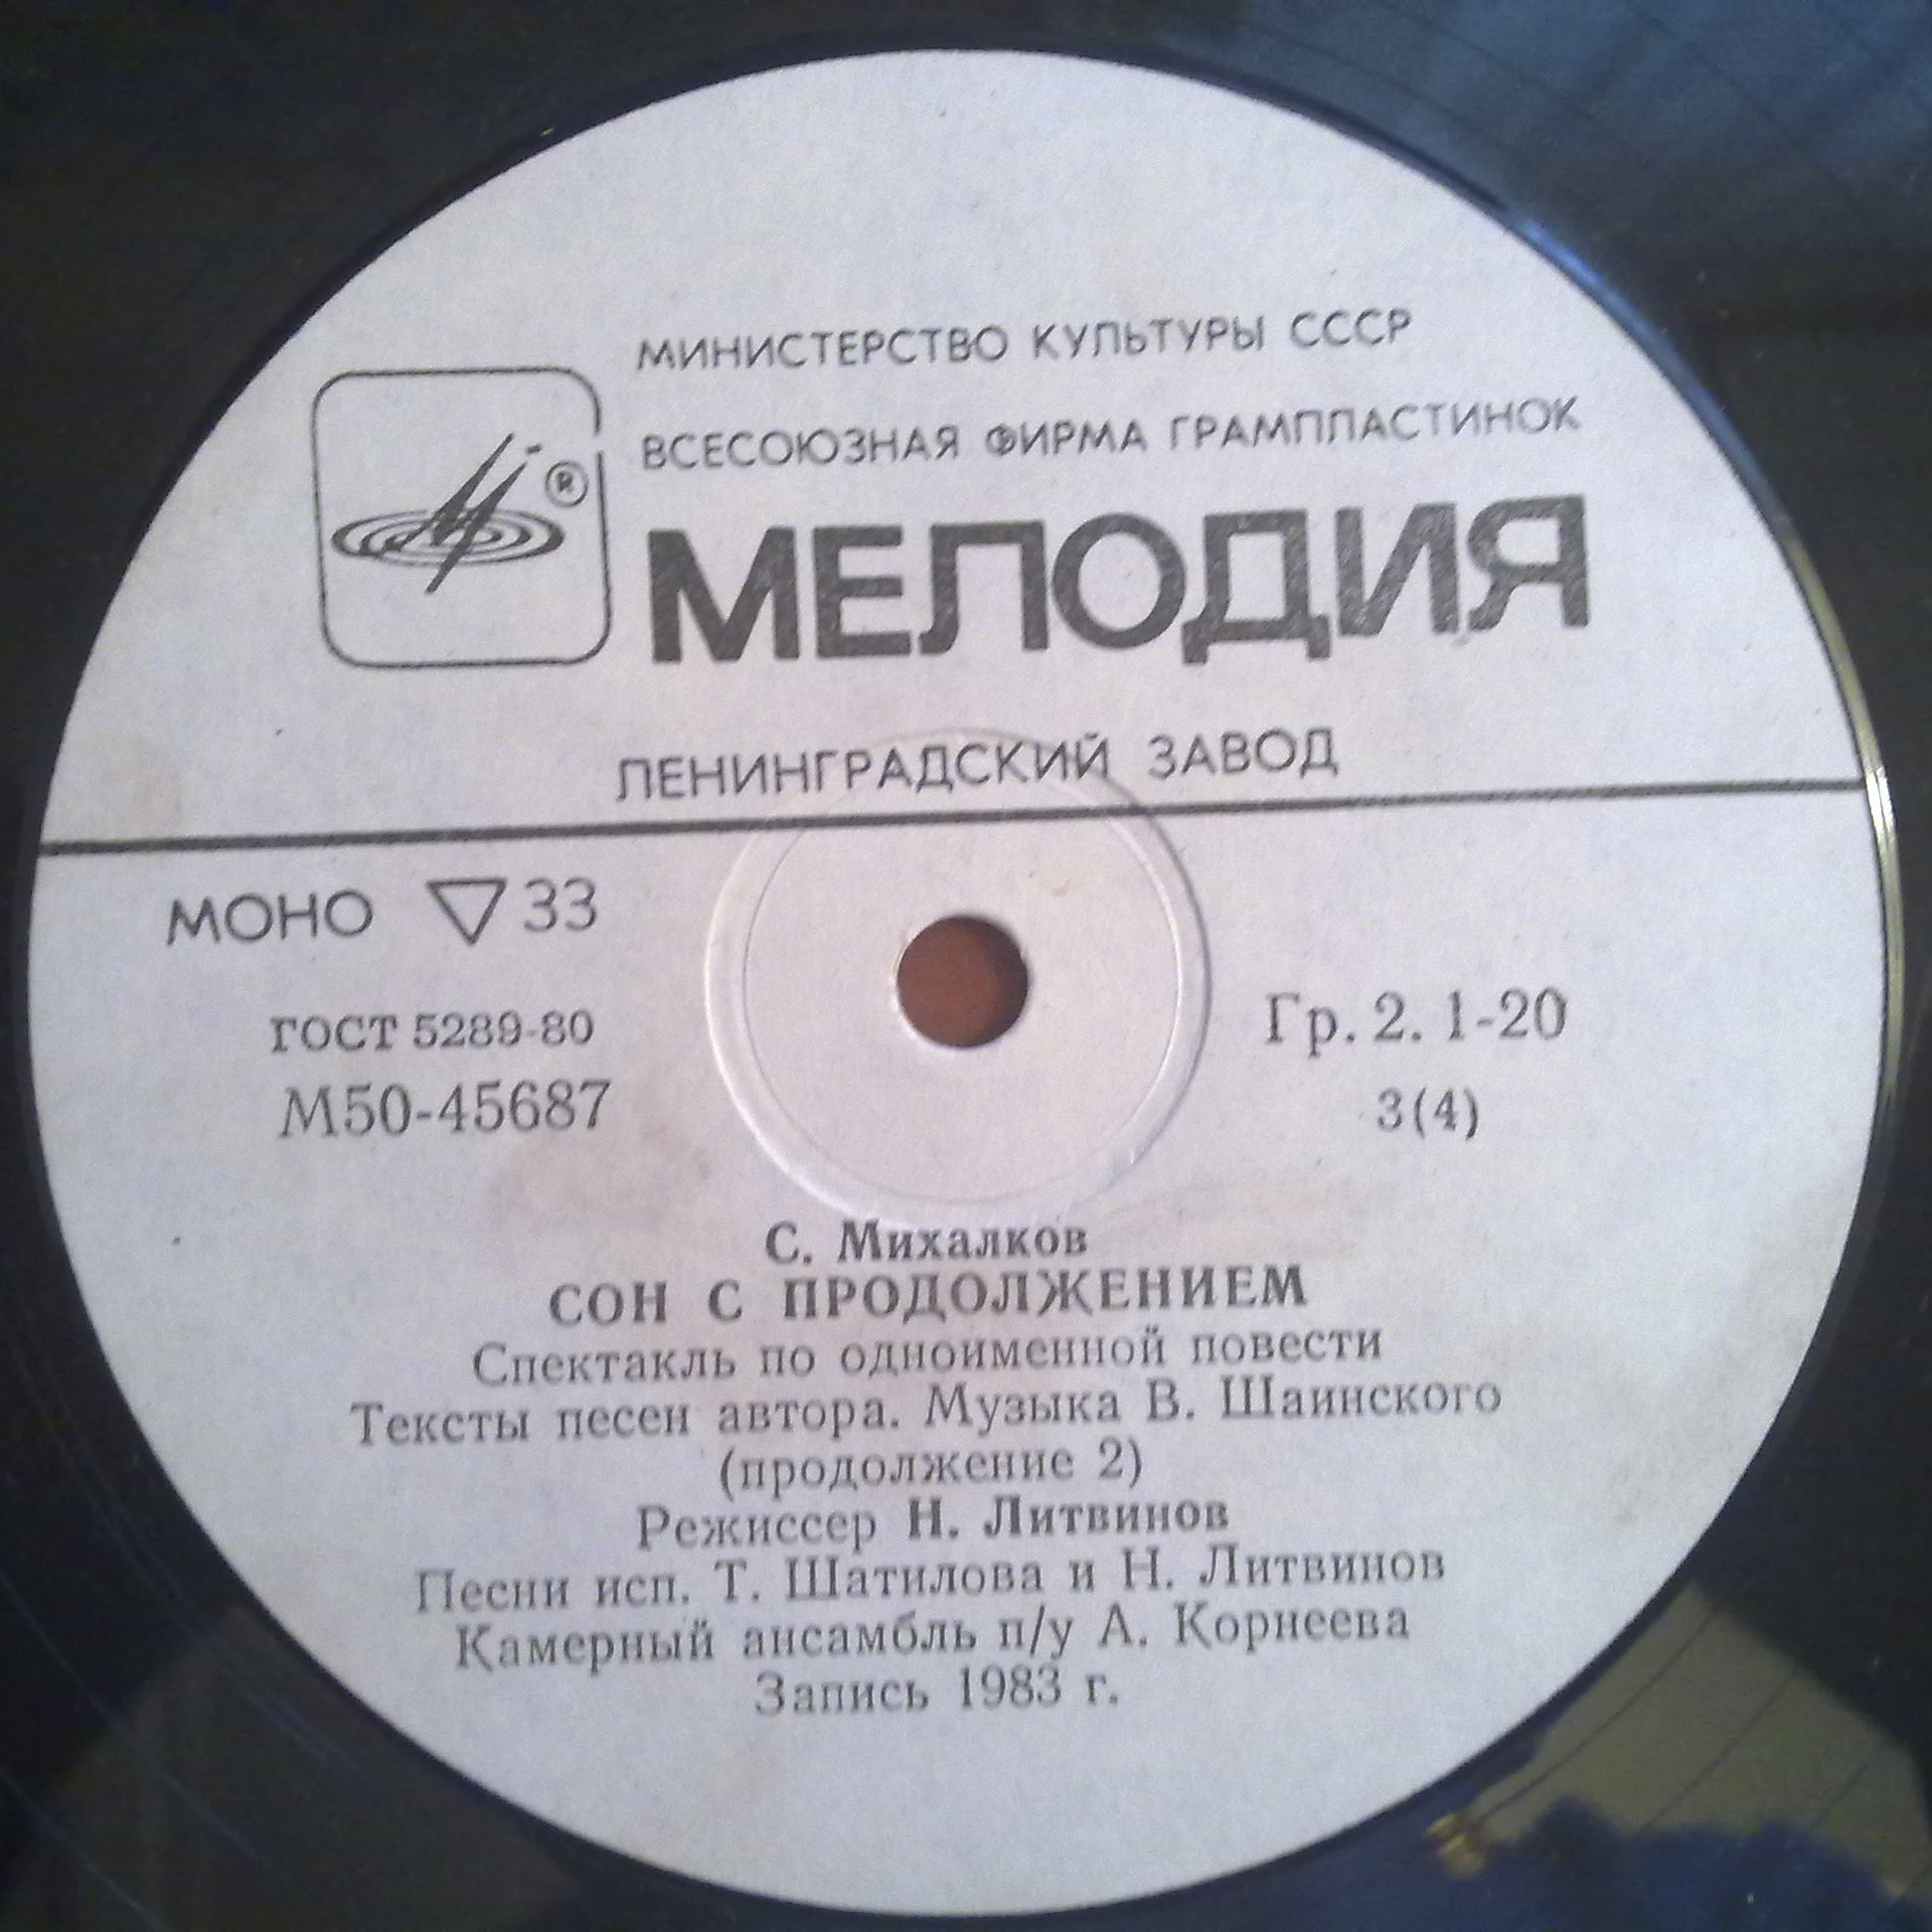 МИНИСТЕРСТВО КУЛЬТУРЫ СССР
ВСЕСОЮЗНАЯ ФИРМА ГРАМПЛАСТИНОК
®
МЕЛОДИЯ
ЛЕНИНГРАДСКИЙ ЗАВОД
МОНО ▽ 33
ГОСТ 5289-80
Гр. 2. 1-20
М50-45687
3(4)
С. Михалков
СОН С ПРОДОЛЖЕНИЕМ
Спектакль по одноименной повести
Тексты песен автора. Музыка В. Шаинского
(продолжение 2)
Режиссер Н. Литвинов
Песни исп. Т. Шатилова и Н. Литвинов
Камерный ансамбль п/у А. Корнеева
Запись 1983 г.